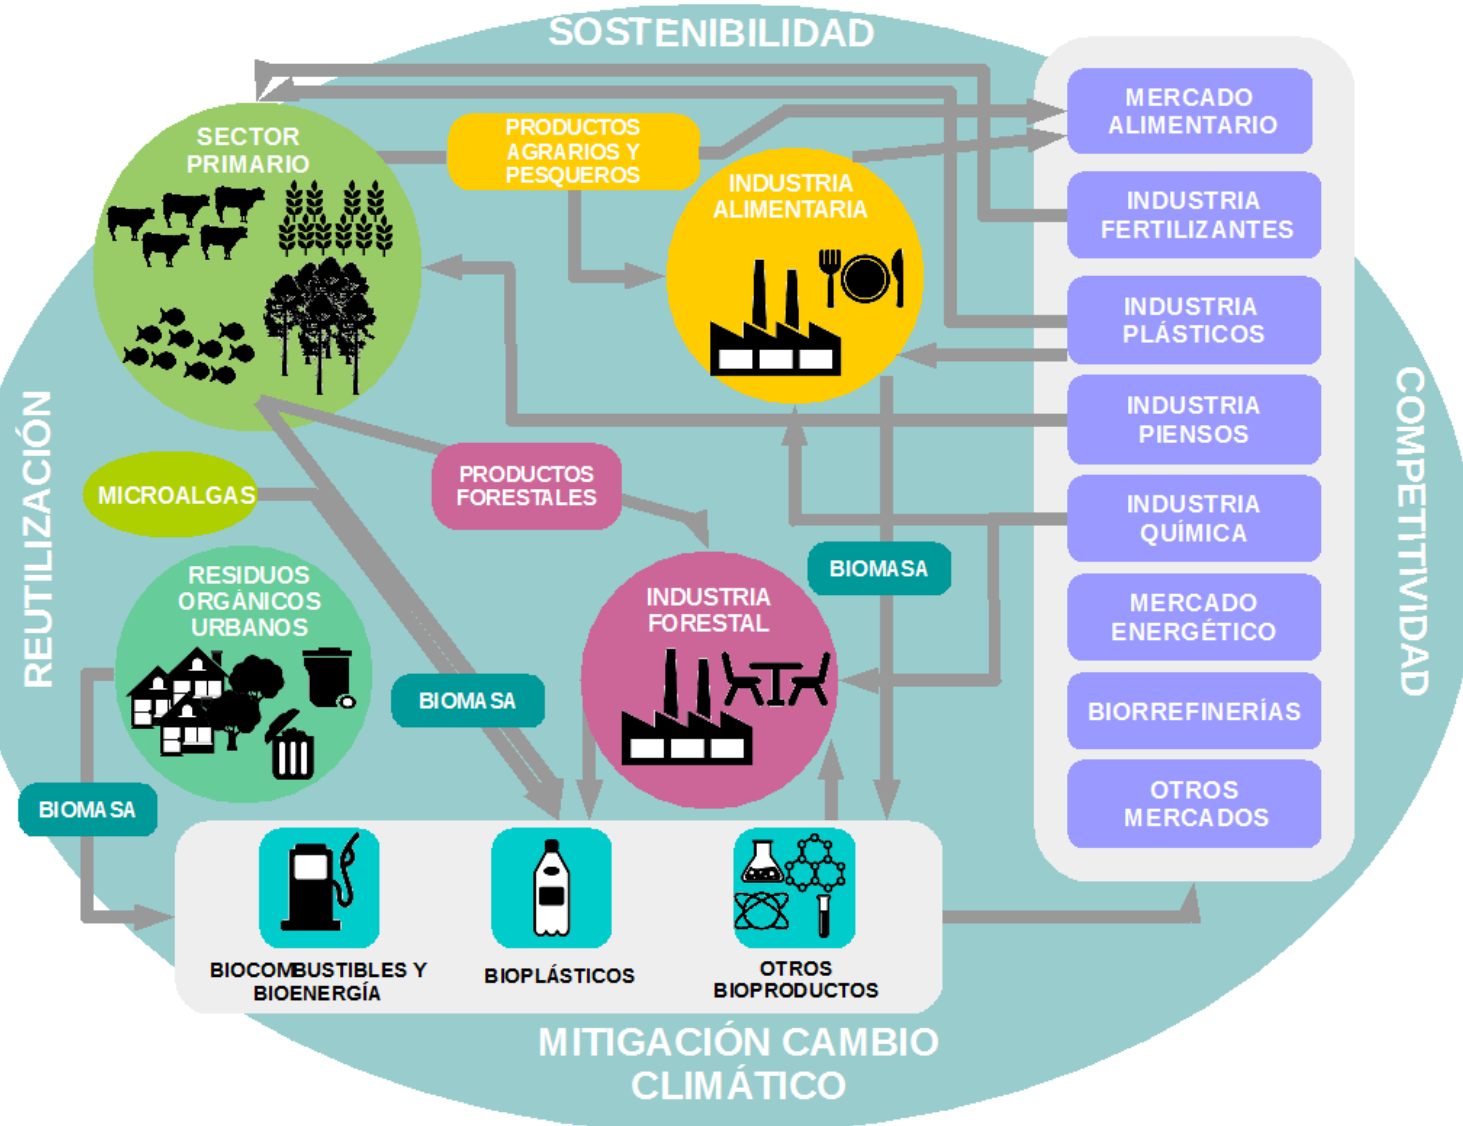 SOSTENIBILIDAD
SECTOR
PRIMARIO
PRODUCTOS
AGRARIOS Y
PESQUEROS
INDUSTRIA
ALIMENTARIA
MERCADO
ALIMENTARIO
INDUSTRIA
FERTILIZANTES
INDUSTRIA
PLÁSTICOS
INDUSTRIA
PIENSOS
INDUSTRIA
QUÍMICA
MERCADO
ENERGÉTICO
BIORREFINERÍAS
OTROS
MERCADOS
REUTILIZACIÓN
COMPETITIVIDAD
MICROALGAS
PRODUCTOS
FORESTALES
RESIDUOS
ORGÁNICOS
URBANOS
INDUSTRIA
FORESTAL
BIOMASA
BIOMASA
BIOMASA
BIOCOMBUSTIBLES Y
BIOENERGÍA
BIOPLÁSTICOS
OTROS
BIOPRODUCTOS
MITIGACIÓN CAMBIO
CLIMÁTICO